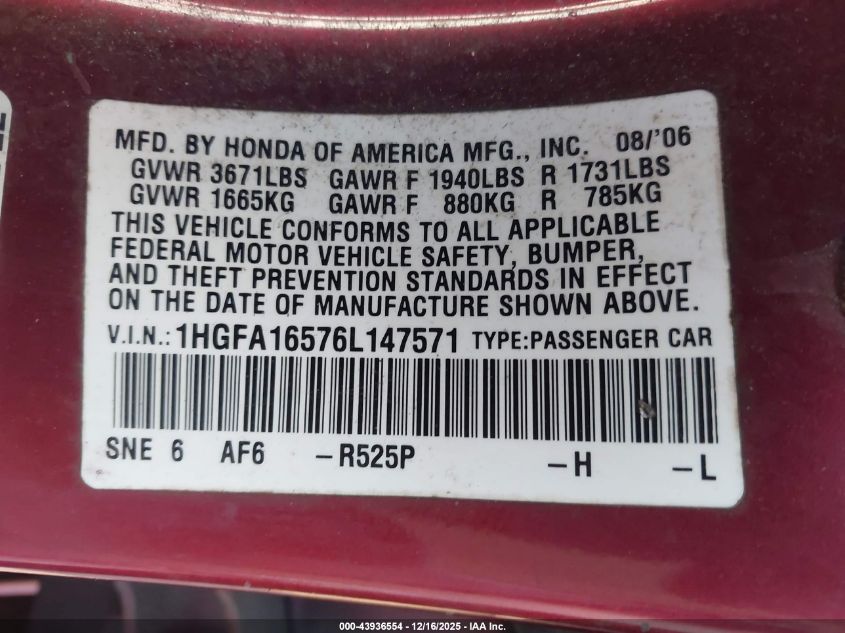 MFD. BY HONDA OF AMERICA MFG., INC. 08/'06
GVWR 3671LBS GAWR F 1940LBS R 1731LBS
GVWR 1665KG GAWR F 880KG R 785KG
THIS VEHICLE CONFORMS TO ALL APPLICABLE
FEDERAL MOTOR VEHICLE SAFETY, BUMPER,
AND THEFT PREVENTION STANDARDS IN EFFECT
ON THE DATE OF MANUFACTURE SHOWN ABOVE.
V.I.N.: 1HGFA16576L147571 TYPE:PASSENGER CAR
SNE 6 AF6 -R525P -H -L
000-43936554 - 12/16/2025 - IAA Inc.